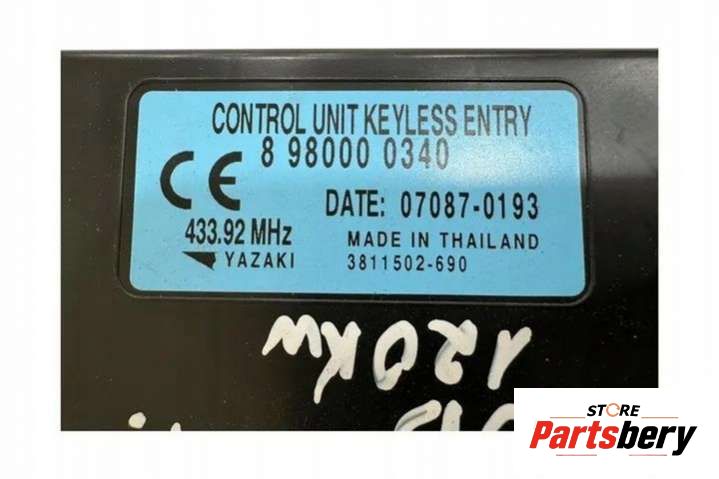 CONTROL UNIT KEYLESS ENTRY
8 98000 0340
CE
DATE: 07087-0193
433.92 MHz
MADE IN THAILAND
YAZAKI
3811502-690
120KW
STORE
Partsbery